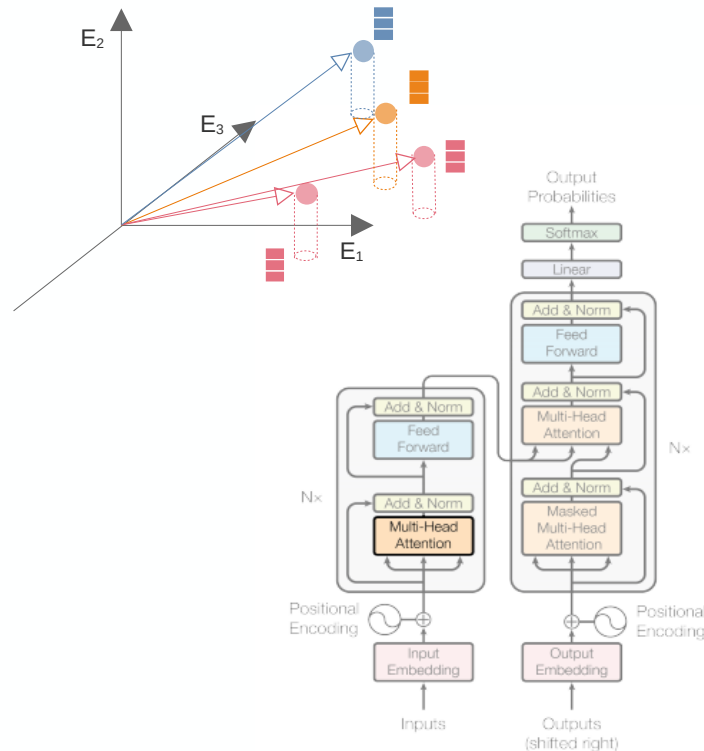 E₂
E₃
E₁
Output
Probabilities
Softmax
Linear
Add & Norm
Feed
Forward
Add & Norm
Multi-Head
Attention
Add & Norm
Masked
Multi-Head
Attention
N×
Add & Norm
Feed
Forward
Add & Norm
Multi-Head
Attention
N×
Positional
Encoding
Positional
Encoding
Input
Embedding
Output
Embedding
Inputs
Outputs
(shifted right)